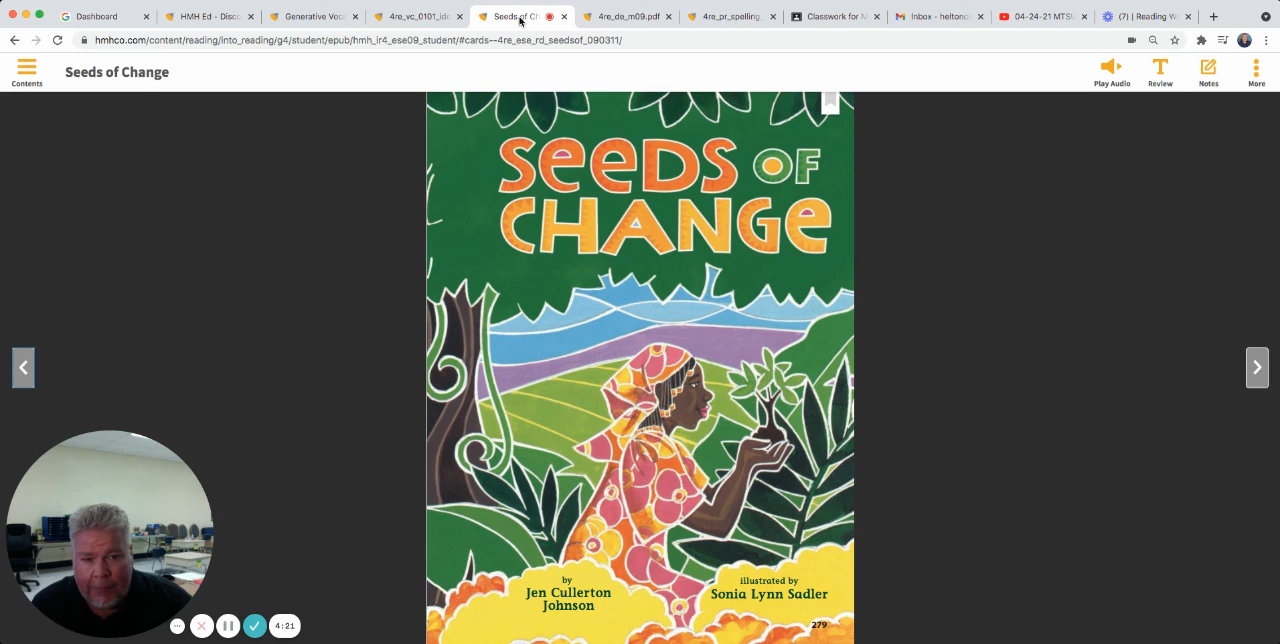 Dashboard
HMH Ed - Disco
Generative Voca
4re_vc_0101_ide
Seeds of Ch
4re_de_m09.pdf
4re_pr_spelling_
Classwork for M
Inbox - heltonc
04-24-21 MTSU
(7) | Reading W
hmhco.com/content/reading/into_reading/g4/student/epub/hmh_ir4_ese09_student/#cards--4re_ese_rd_seedsof_090311/
Contents
Seeds of Change
Play Audio
Review
Notes
More
SeeDS OF
CHANGe
by
Jen Cullerton
Johnson
illustrated by
Sonia Lynn Sadler
279
4:21